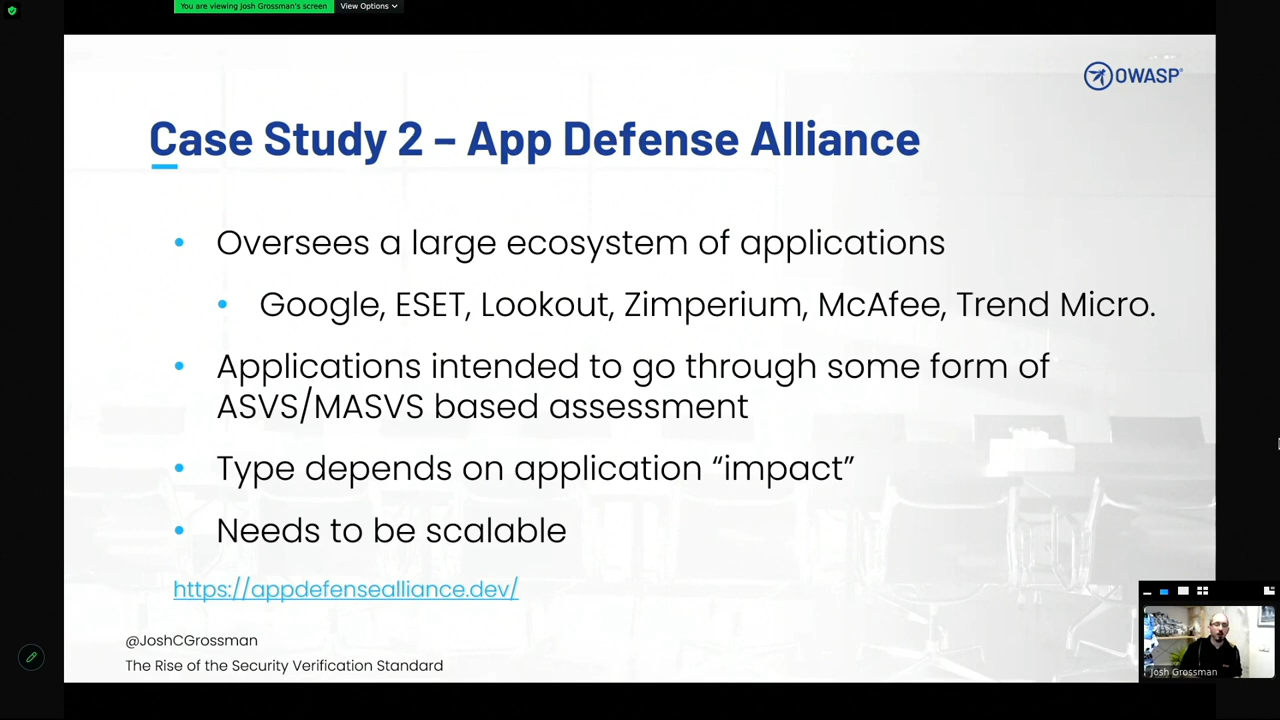 You are viewing Josh Grossman's screen
View Options
OWASP
Case Study 2 – App Defense Alliance
• Oversees a large ecosystem of applications
• Google, ESET, Lookout, Zimperium, McAfee, Trend Micro.
• Applications intended to go through some form of
ASVS/MASVS based assessment
• Type depends on application “impact”
• Needs to be scalable
https://appdefensealliance.dev/
@JoshCGrossman
The Rise of the Security Verification Standard
Josh Grossman